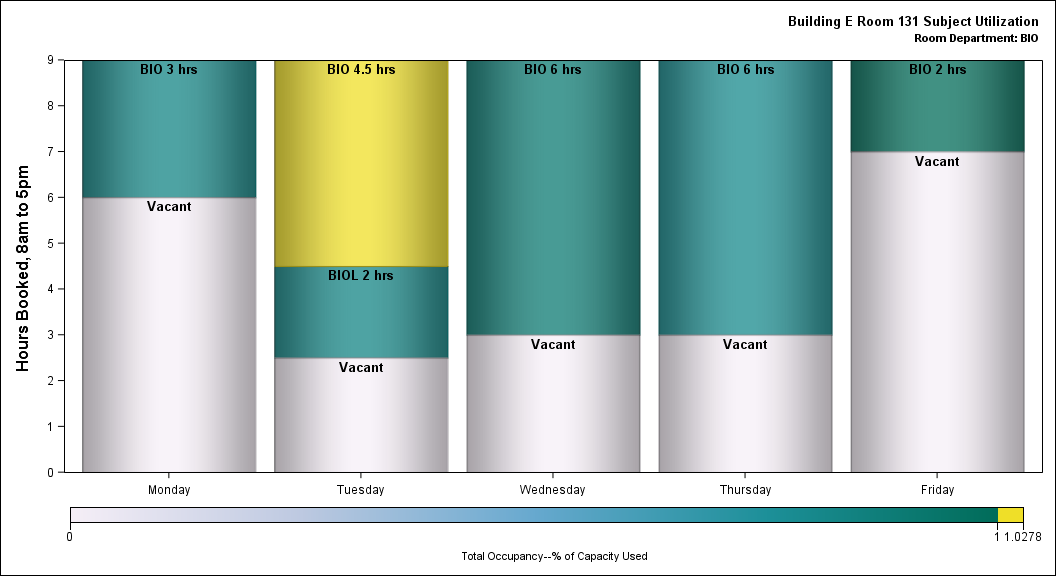 Building E Room 131 Subject Utilization
Room Department: BIO
Hours Booked, 8am to 5pm
9
8
7
6
5
4
3
2
1
0
BIO 3 hrs
Vacant
BIO 4.5 hrs
BIOL 2 hrs
Vacant
BIO 6 hrs
Vacant
BIO 6 hrs
Vacant
BIO 2 hrs
Vacant
Monday Tuesday Wednesday Thursday Friday
0 1 1.0278
Total Occupancy--% of Capacity Used